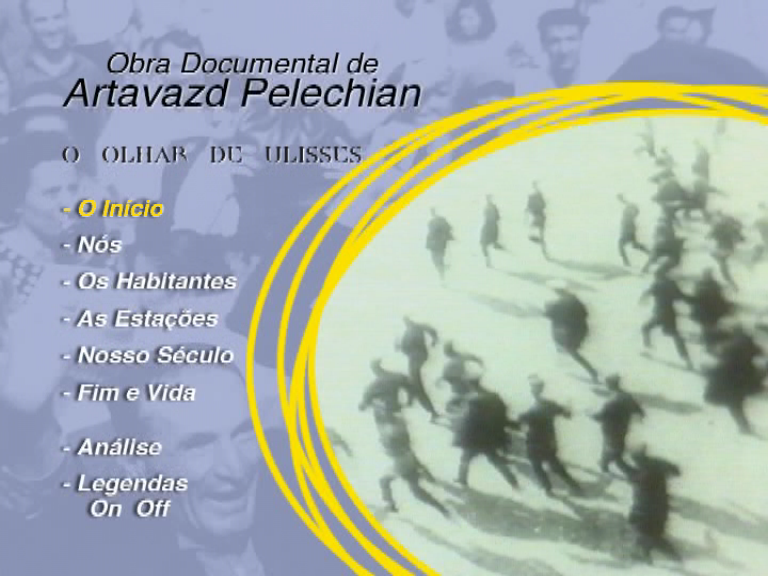 Obra Documental de
Artavazd Pelechian
O OLHAR DE ULISSES
- O Início
- Nós
- Os Habitantes
- As Estações
- Nosso Século
- Fim e Vida
- Análise
- Legendas
On Off